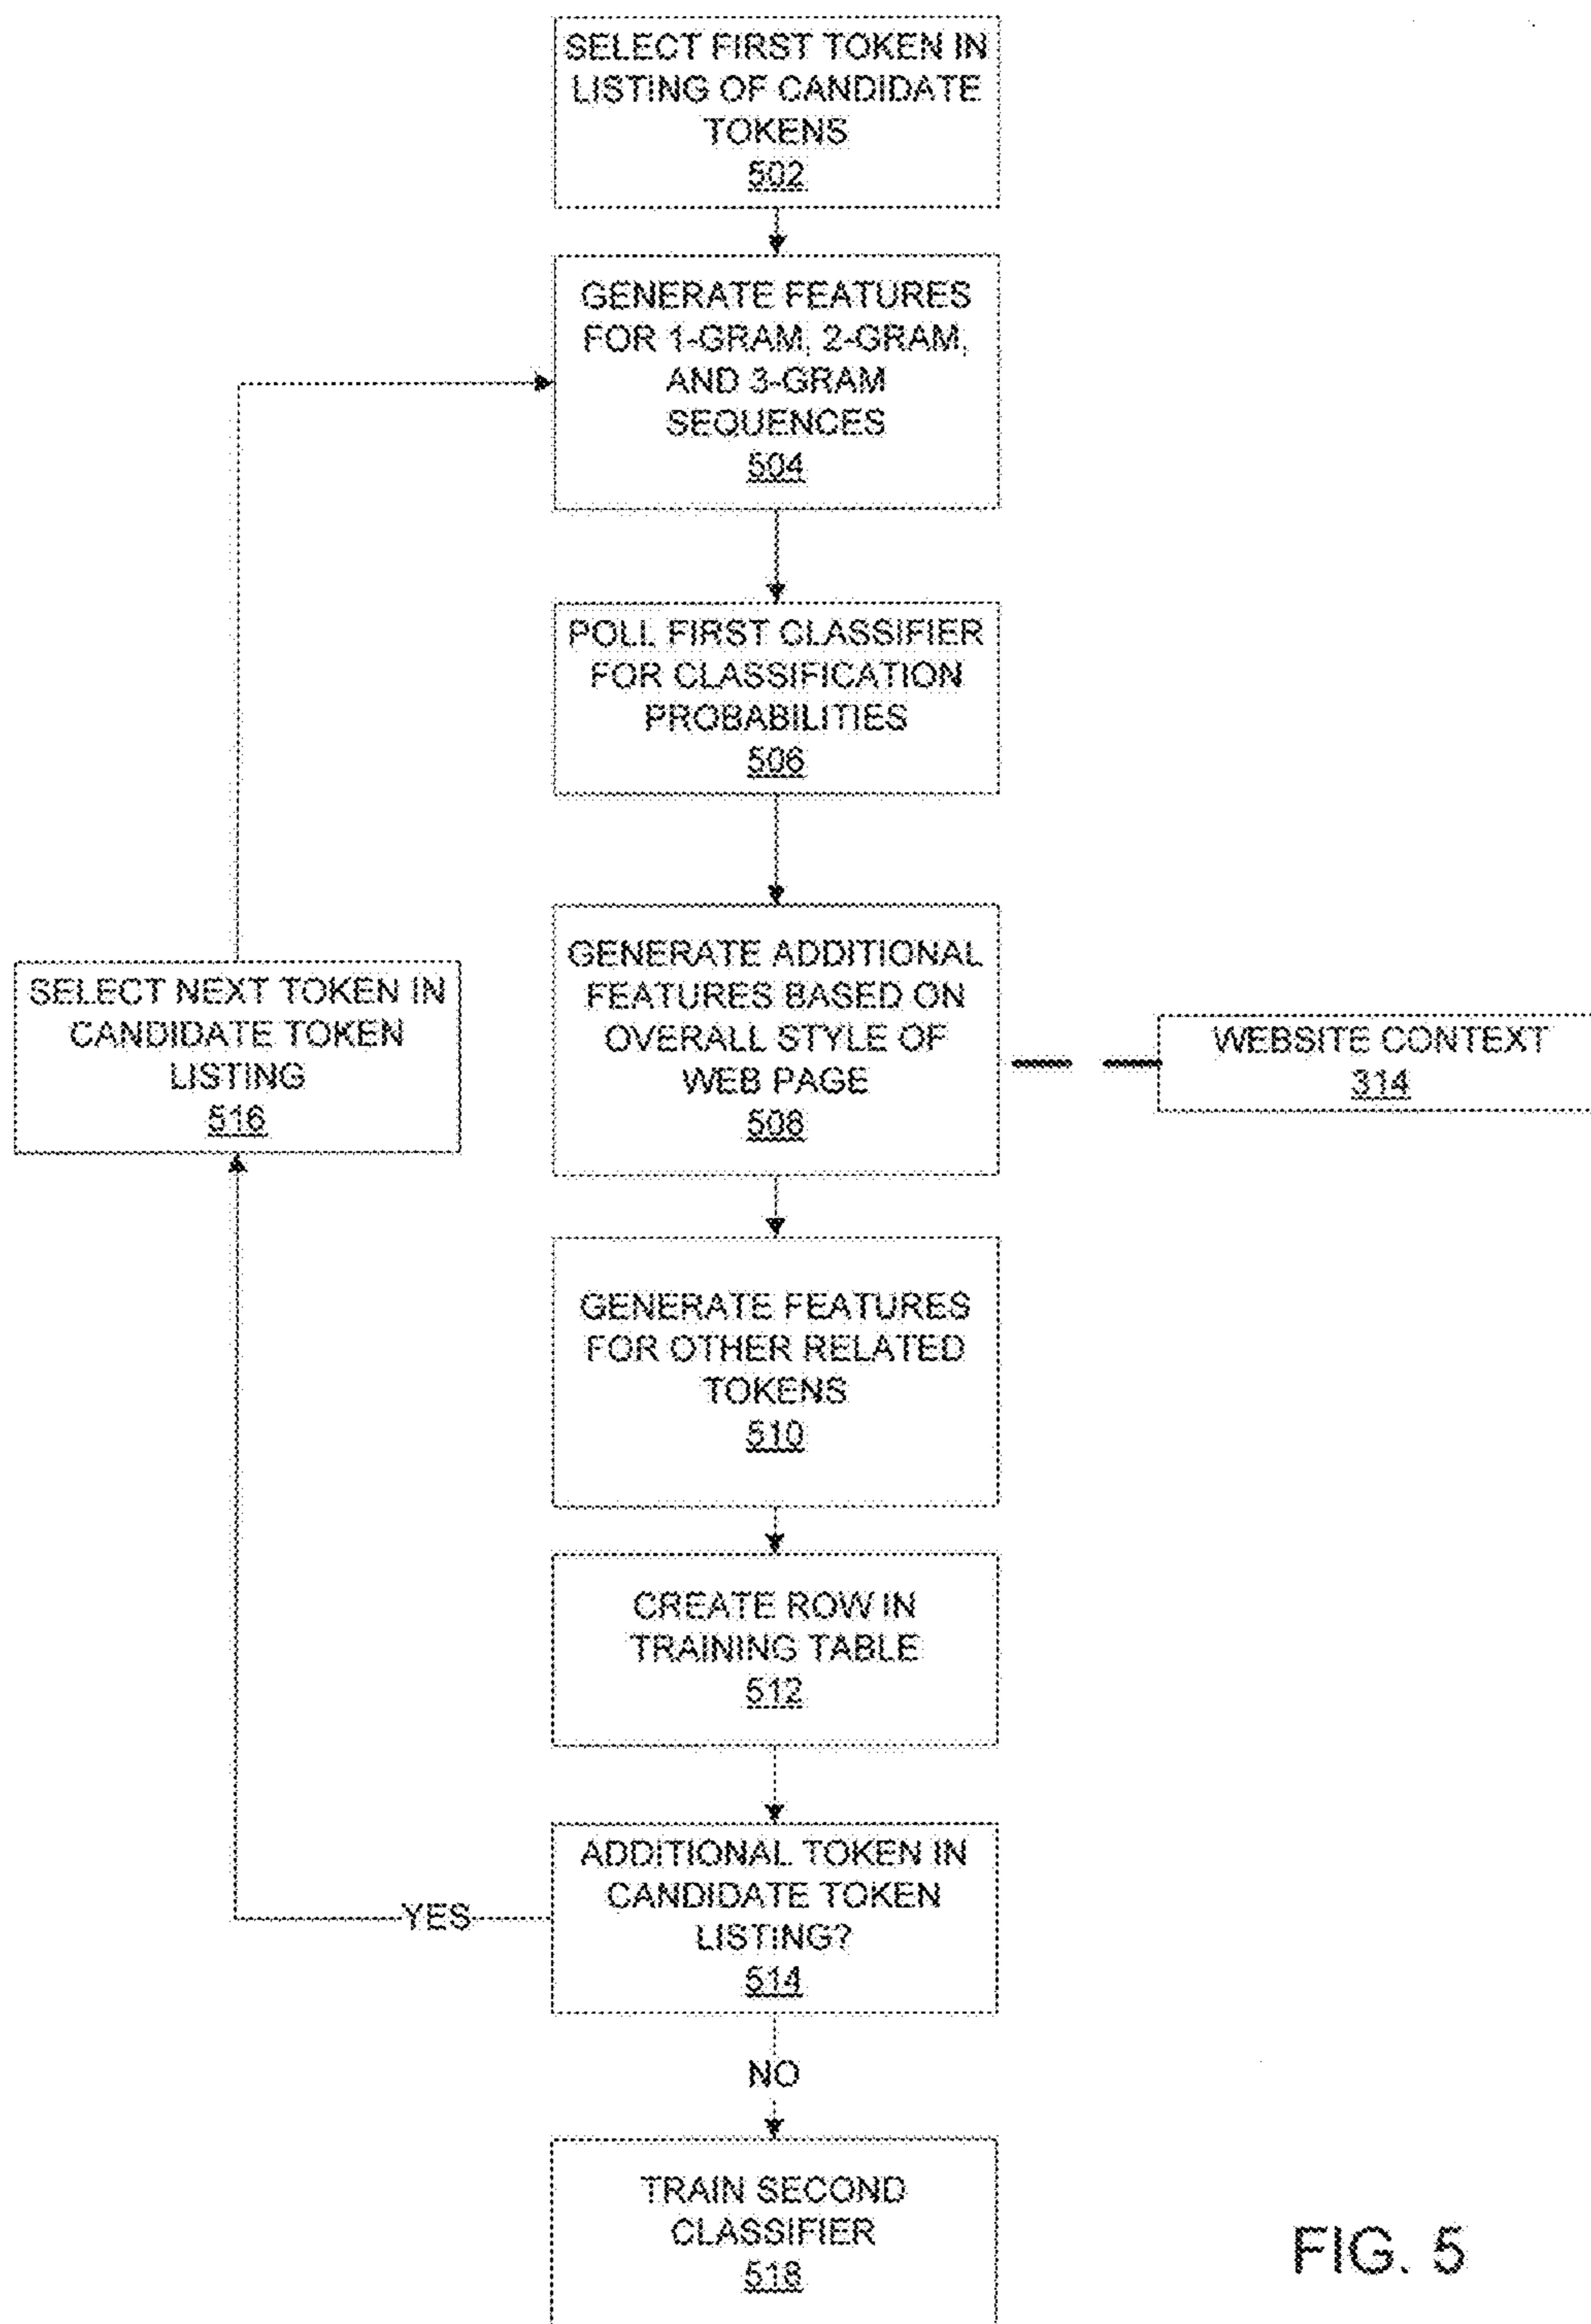 SELECT FIRST TOKEN IN
LISTING OF CANDIDATE
TOKENS
502
GENERATE FEATURES
FOR 1-GRAM, 2-GRAM,
AND 3-GRAM
SEQUENCES
504
POLL FIRST CLASSIFIER
FOR CLASSIFICATION
PROBABILITIES
506
GENERATE ADDITIONAL
FEATURES BASED ON
OVERALL STYLE OF
WEB PAGE
508
WEBSITE CONTEXT
314
SELECT NEXT TOKEN IN
CANDIDATE TOKEN
LISTING
516
GENERATE FEATURES
FOR OTHER RELATED
TOKENS
510
CREATE ROW IN
TRAINING TABLE
512
ADDITIONAL TOKEN IN
CANDIDATE TOKEN
LISTING?
514
YES
NO
TRAIN SECOND
CLASSIFIER
518
FIG. 5